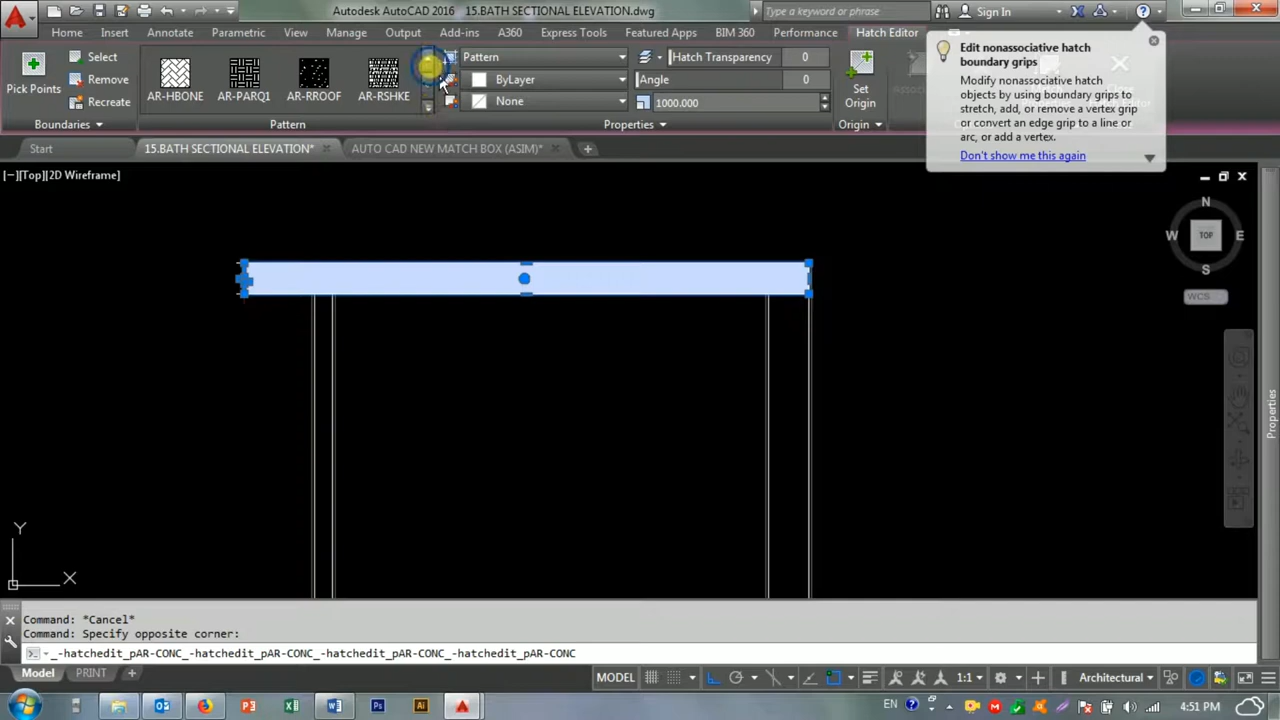 Autodesk AutoCAD 2016   15.BATH SECTIONAL ELEVATION.dwg
Type a keyword or phrase
Sign In
Home Insert Annotate Parametric View Manage Output Add-ins A360 Express Tools Featured Apps BIM 360 Performance Hatch Editor
Pick Points
Select
Remove
Recreate
Boundaries
AR-HBONE AR-PARQ1 AR-RROOF AR-RSHKE
Pattern
Pattern
ByLayer
None
Hatch Transparency 0
Angle 0
1000.000
Properties
Set
Origin
Origin
Edit nonassociative hatch
boundary grips
Modify nonassociative hatch
objects by using boundary grips to
stretch, add, or remove a vertex grip
or convert an edge grip to a line or
arc, or add a vertex.
Don't show me this again
Start 15.BATH SECTIONAL ELEVATION* AUTO CAD NEW MATCH BOX (ASIM)*
[−][Top][2D Wireframe]
N
W TOP E
S
WCS
Properties
Y
X
Command: *Cancel*
Command: Specify opposite corner:
_-hatchedit_pAR-CONC_-hatchedit_pAR-CONC_-hatchedit_pAR-CONC_-hatchedit_pAR-CONC
Model PRINT
MODEL 1:1 Architectural
EN 4:51 PM